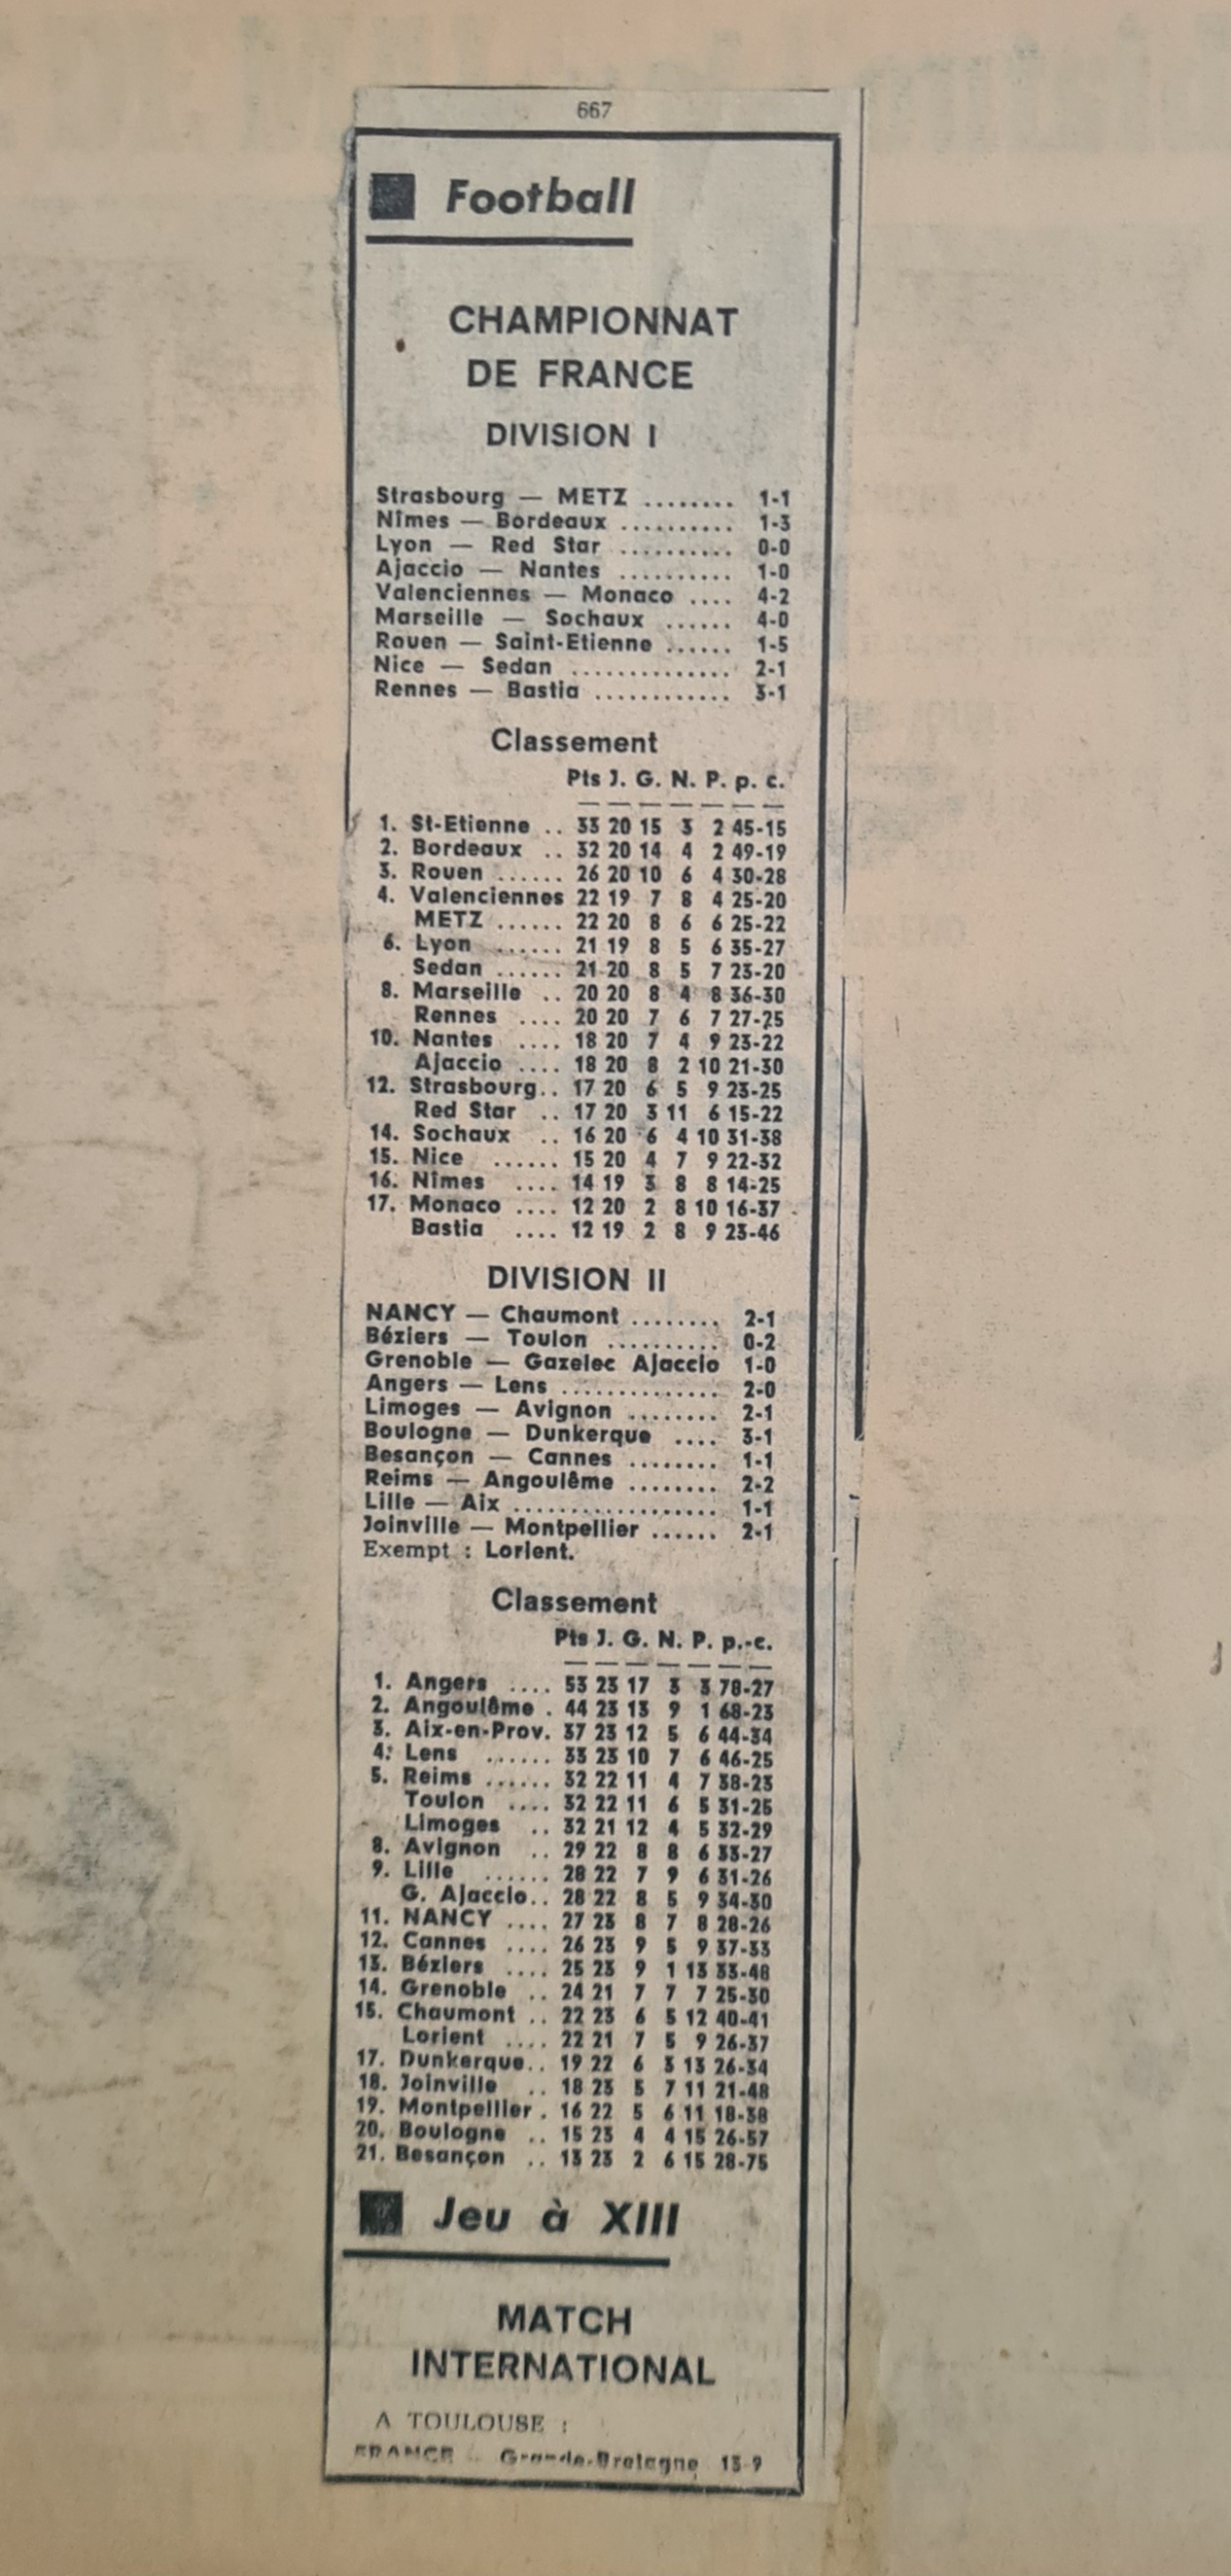 667
Football
CHAMPIONNAT
DE FRANCE
DIVISION I
Strasbourg — METZ ........ 1-1
Nîmes — Bordeaux .......... 1-3
Lyon — Red Star .......... 0-0
Ajaccio — Nantes .......... 1-0
Valenciennes — Monaco .... 4-2
Marseille — Sochaux ...... 4-0
Rouen — Saint-Etienne ...... 1-5
Nice — Sedan .............. 2-1
Rennes — Bastia ............ 3-1
Classement
Pts J. G. N. P. p. c.
1. St-Etienne .. 33 20 15 3 2 45-15
2. Bordeaux .. 32 20 14 4 2 49-19
3. Rouen ...... 26 20 10 6 4 30-28
4. Valenciennes 22 19 7 8 4 25-20
METZ ...... 22 20 8 6 6 25-22
6. Lyon ...... 21 19 8 5 6 35-27
Sedan ...... 21 20 8 5 7 23-20
8. Marseille .. 20 20 8 4 8 36-30
Rennes .... 20 20 7 6 7 27-25
10. Nantes .... 18 20 7 4 9 23-22
Ajaccio .... 18 20 8 2 10 21-30
12. Strasbourg.. 17 20 6 5 9 23-25
Red Star .. 17 20 3 11 6 15-22
14. Sochaux .. 16 20 6 4 10 31-38
15. Nice ...... 15 20 4 7 9 22-32
16. Nîmes .... 14 19 3 8 8 14-25
17. Monaco .... 12 20 2 8 10 16-37
Bastia .... 12 19 2 8 9 23-46
DIVISION II
NANCY — Chaumont ........ 2-1
Béziers — Toulon .......... 0-2
Grenoble — Gazelec Ajaccio 1-0
Angers — Lens .............. 2-0
Limoges — Avignon ........ 2-1
Boulogne — Dunkerque .... 3-1
Besançon — Cannes ........ 1-1
Reims — Angoulême ........ 2-2
Lille — Aix .................. 1-1
Joinville — Montpellier ...... 2-1
Exempt : Lorient.
Classement
Pts J. G. N. P. p.-c.
1. Angers .... 53 23 17 3 3 78-27
2. Angoulême . 44 23 13 9 1 68-23
3. Aix-en-Prov. 37 23 12 5 6 44-34
4. Lens ...... 33 23 10 7 6 46-25
5. Reims ...... 32 22 11 4 7 38-23
Toulon .... 32 22 11 6 5 31-25
Limoges .. 32 21 12 4 5 32-29
8. Avignon .. 29 22 8 8 6 33-27
9. Lille ...... 28 22 7 9 6 31-26
G. Ajaccio.. 28 22 8 5 9 34-30
11. NANCY .... 27 23 8 7 8 28-26
12. Cannes .... 26 23 9 5 9 37-33
13. Béziers .... 25 23 9 1 13 33-48
14. Grenoble .. 24 21 7 7 7 25-30
15. Chaumont .. 22 23 6 5 12 40-41
Lorient .... 22 21 7 5 9 26-37
17. Dunkerque.. 19 22 6 3 13 26-34
18. Joinville .. 18 23 5 7 11 21-48
19. Montpellier . 16 22 5 6 11 18-38
20. Boulogne .. 15 23 4 4 15 26-57
21. Besançon .. 13 23 2 6 15 28-75
Jeu à XIII
MATCH
INTERNATIONAL
A TOULOUSE :
FRANCE - Grande-Bretagne 13-9